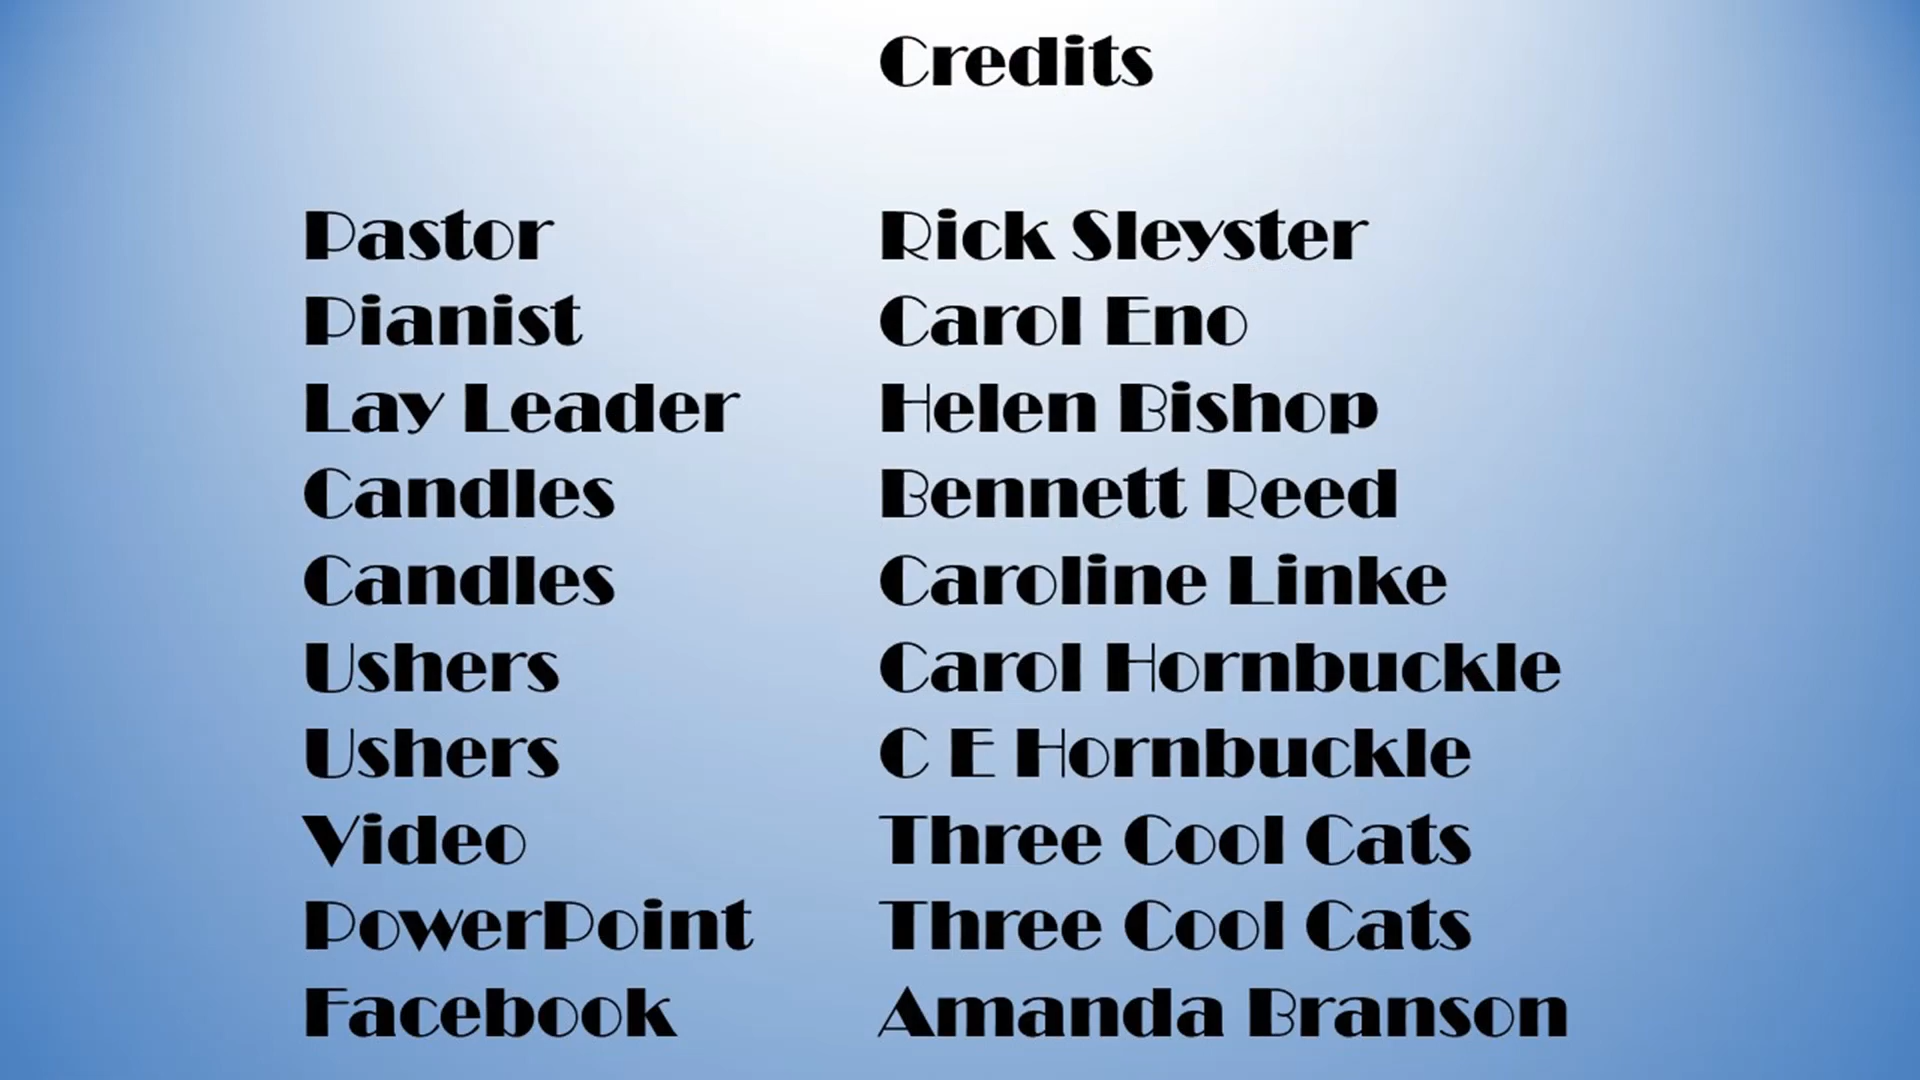 Credits
Pastor Rick Sleyster
Pianist Carol Eno
Lay Leader Helen Bishop
Candles Bennett Reed
Candles Caroline Linke
Ushers Carol Hornbuckle
Ushers C E Hornbuckle
Video Three Cool Cats
PowerPoint Three Cool Cats
Facebook Amanda Branson